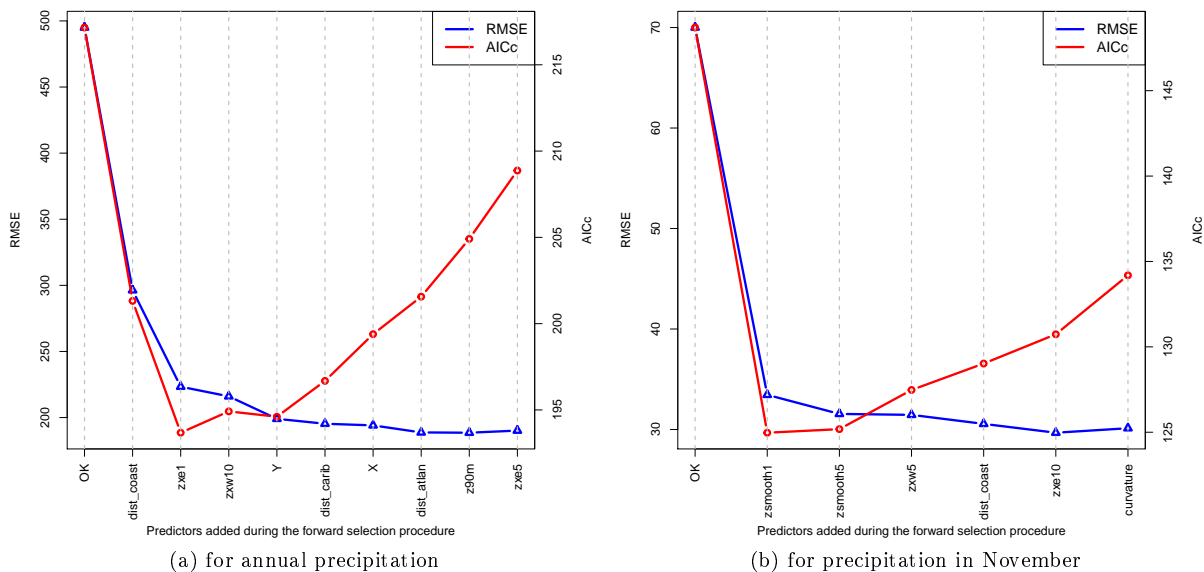 RMSE
AICc
500
450
400
350
300
250
200
RMSE
215
210
205
200
195
AICc
OK
dist_coast
zxe1
zxw10
Y
dist_carib
X
dist_atlan
z90m
zxe5
Predictors added during the forward selection procedure
(a) for annual precipitation
RMSE
AICc
70
60
50
40
30
RMSE
145
140
135
130
125
AICc
OK
zsmooth1
zsmooth5
zxw5
dist_coast
zxe10
curvature
Predictors added during the forward selection procedure
(b) for precipitation in November